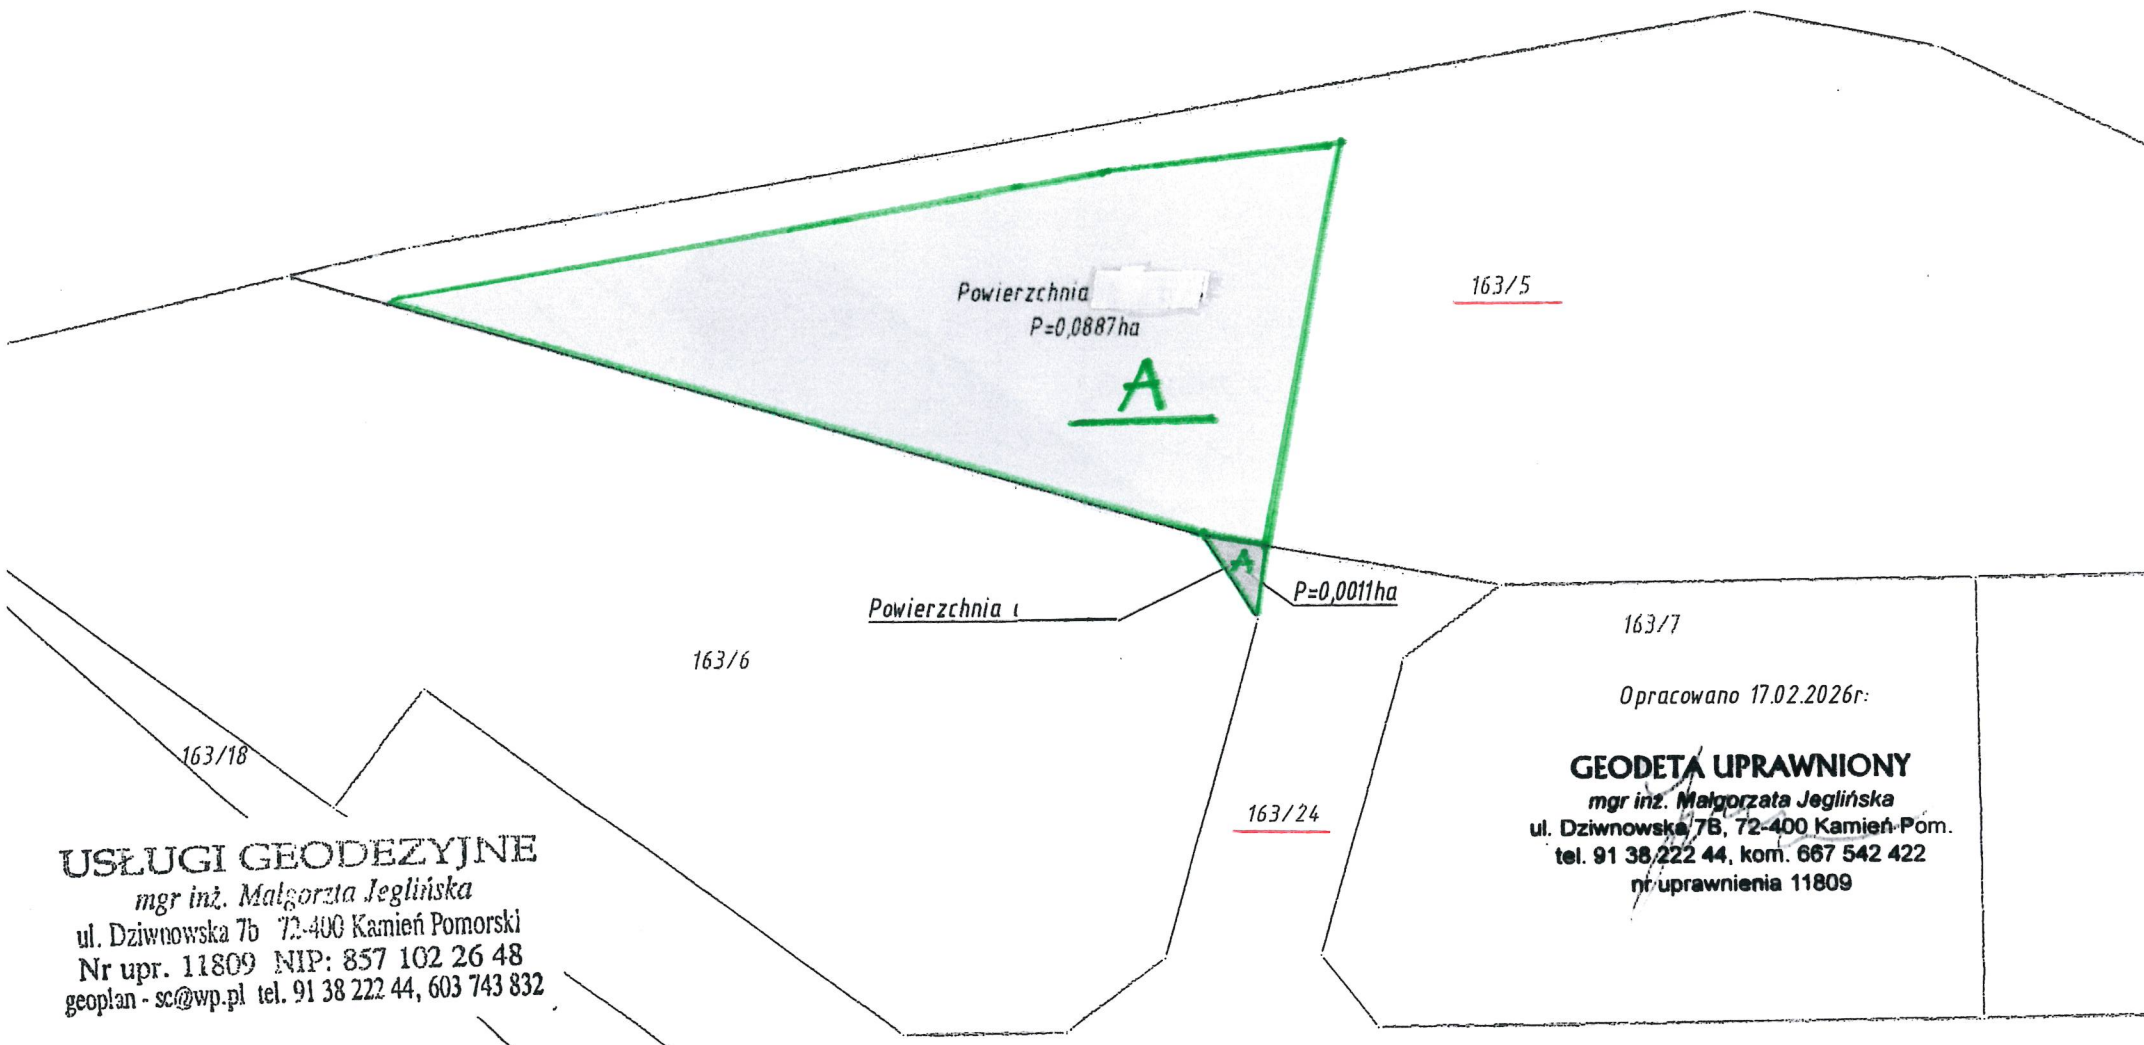 Powierzchnia
P=0,0887ha
A
163/5
A
P=0,0011ha
Powierzchnia
163/7
163/6
Opracowano 17.02.2026r:
163/18
GEODETA UPRAWNIONY
mgr inż. Małgorzata Jeglińska
ul. Dziwnowska 7B, 72-400 Kamień Pom.
tel. 91 38 222 44, kom. 667 542 422
nr uprawnienia 11809
163/24
USŁUGI GEODEZYJNE
mgr inż. Małgorzta Jeglińska
ul. Dziwnowska 7b 72-400 Kamień Pomorski
Nr upr. 11809 NIP: 857 102 26 48
geoplan - sc@wp.pl tel. 91 38 222 44, 603 743 832